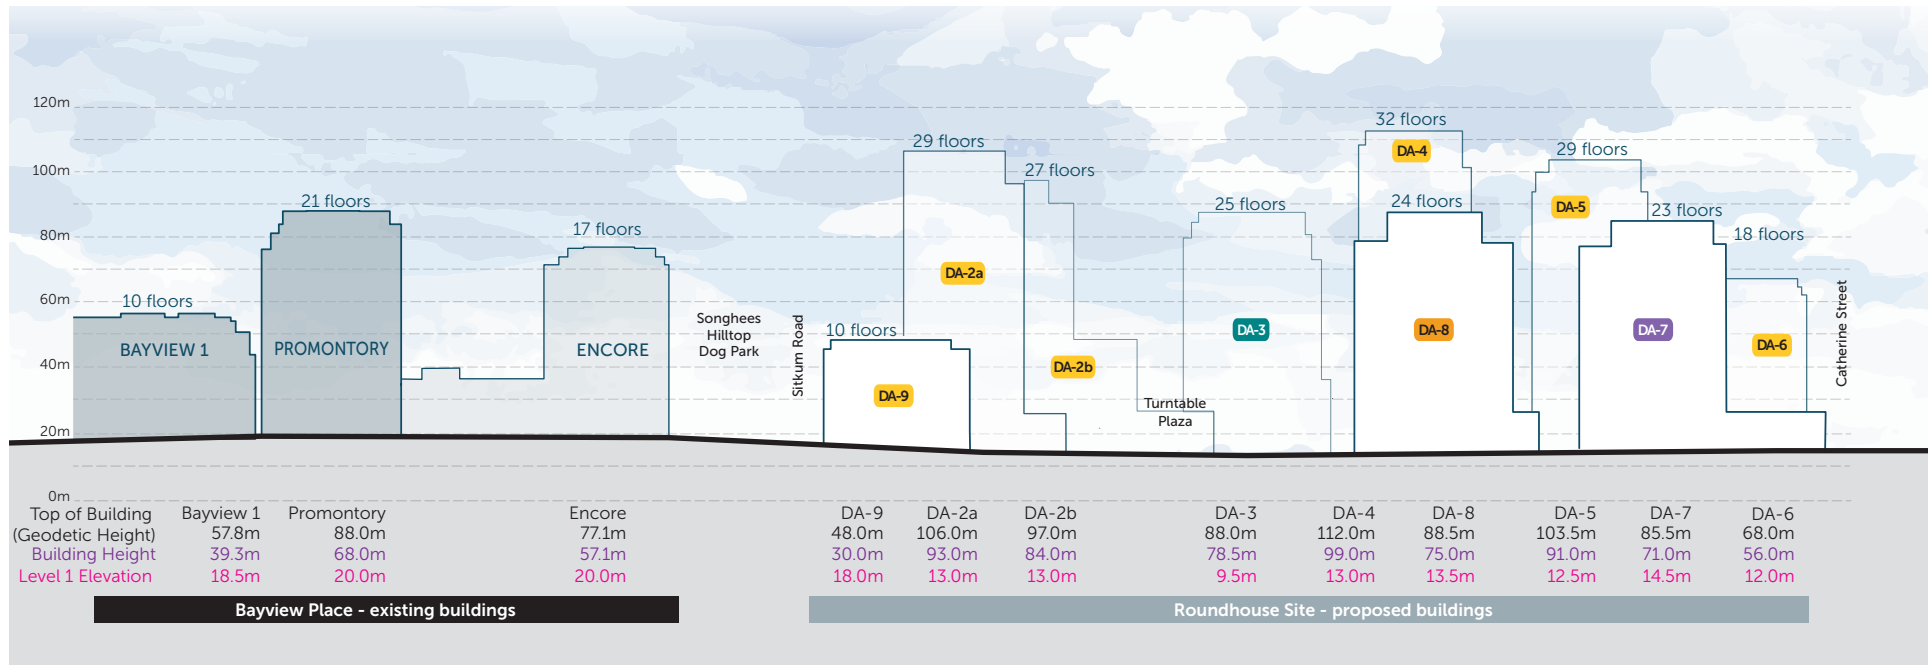 120m
100m
80m
60m
40m
20m
0m
10 floors
BAYVIEW 1
21 floors
PROMONTORY
17 floors
ENCORE
Songhees
Hilltop
Dog Park
Sitkum Road
10 floors
DA-9
29 floors
DA-2a
27 floors
DA-2b
Turntable
Plaza
25 floors
DA-3
32 floors
DA-4
24 floors
DA-8
29 floors
DA-5
23 floors
DA-7
18 floors
DA-6
Catherine Street
Top of Building Bayview 1 Promontory Encore DA-9 DA-2a DA-2b DA-3 DA-4 DA-8 DA-5 DA-7 DA-6
(Geodetic Height) 57.8m 88.0m 77.1m 48.0m 106.0m 97.0m 88.0m 112.0m 88.5m 103.5m 85.5m 68.0m
Building Height 39.3m 68.0m 57.1m 30.0m 93.0m 84.0m 78.5m 99.0m 75.0m 91.0m 71.0m 56.0m
Level 1 Elevation 18.5m 20.0m 20.0m 18.0m 13.0m 13.0m 9.5m 13.0m 13.5m 12.5m 14.5m 12.0m
Bayview Place - existing buildings
Roundhouse Site - proposed buildings